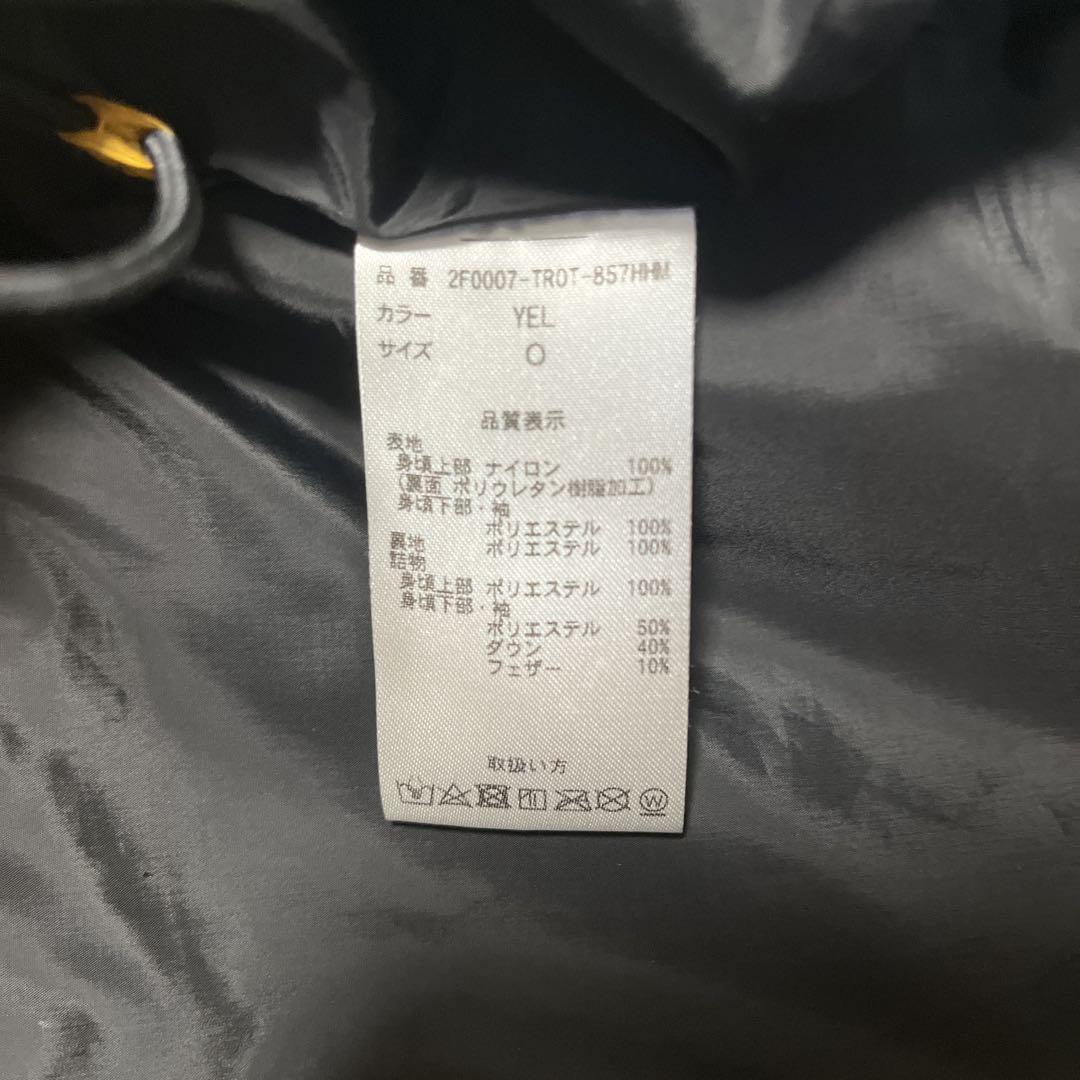 品番 2F0007-TR0T-857HHM
カラー YEL
サイズ O
品質表示
表地
身頃上部 ナイロン 100%
(裏面 ポリウレタン樹脂加工)
身頃下部・袖
ポリエステル 100%
裏地 ポリエステル 100%
詰物
身頃上部 ポリエステル 100%
身頃下部・袖
ポリエステル 50%
ダウン 40%
フェザー 10%
取扱い方
W